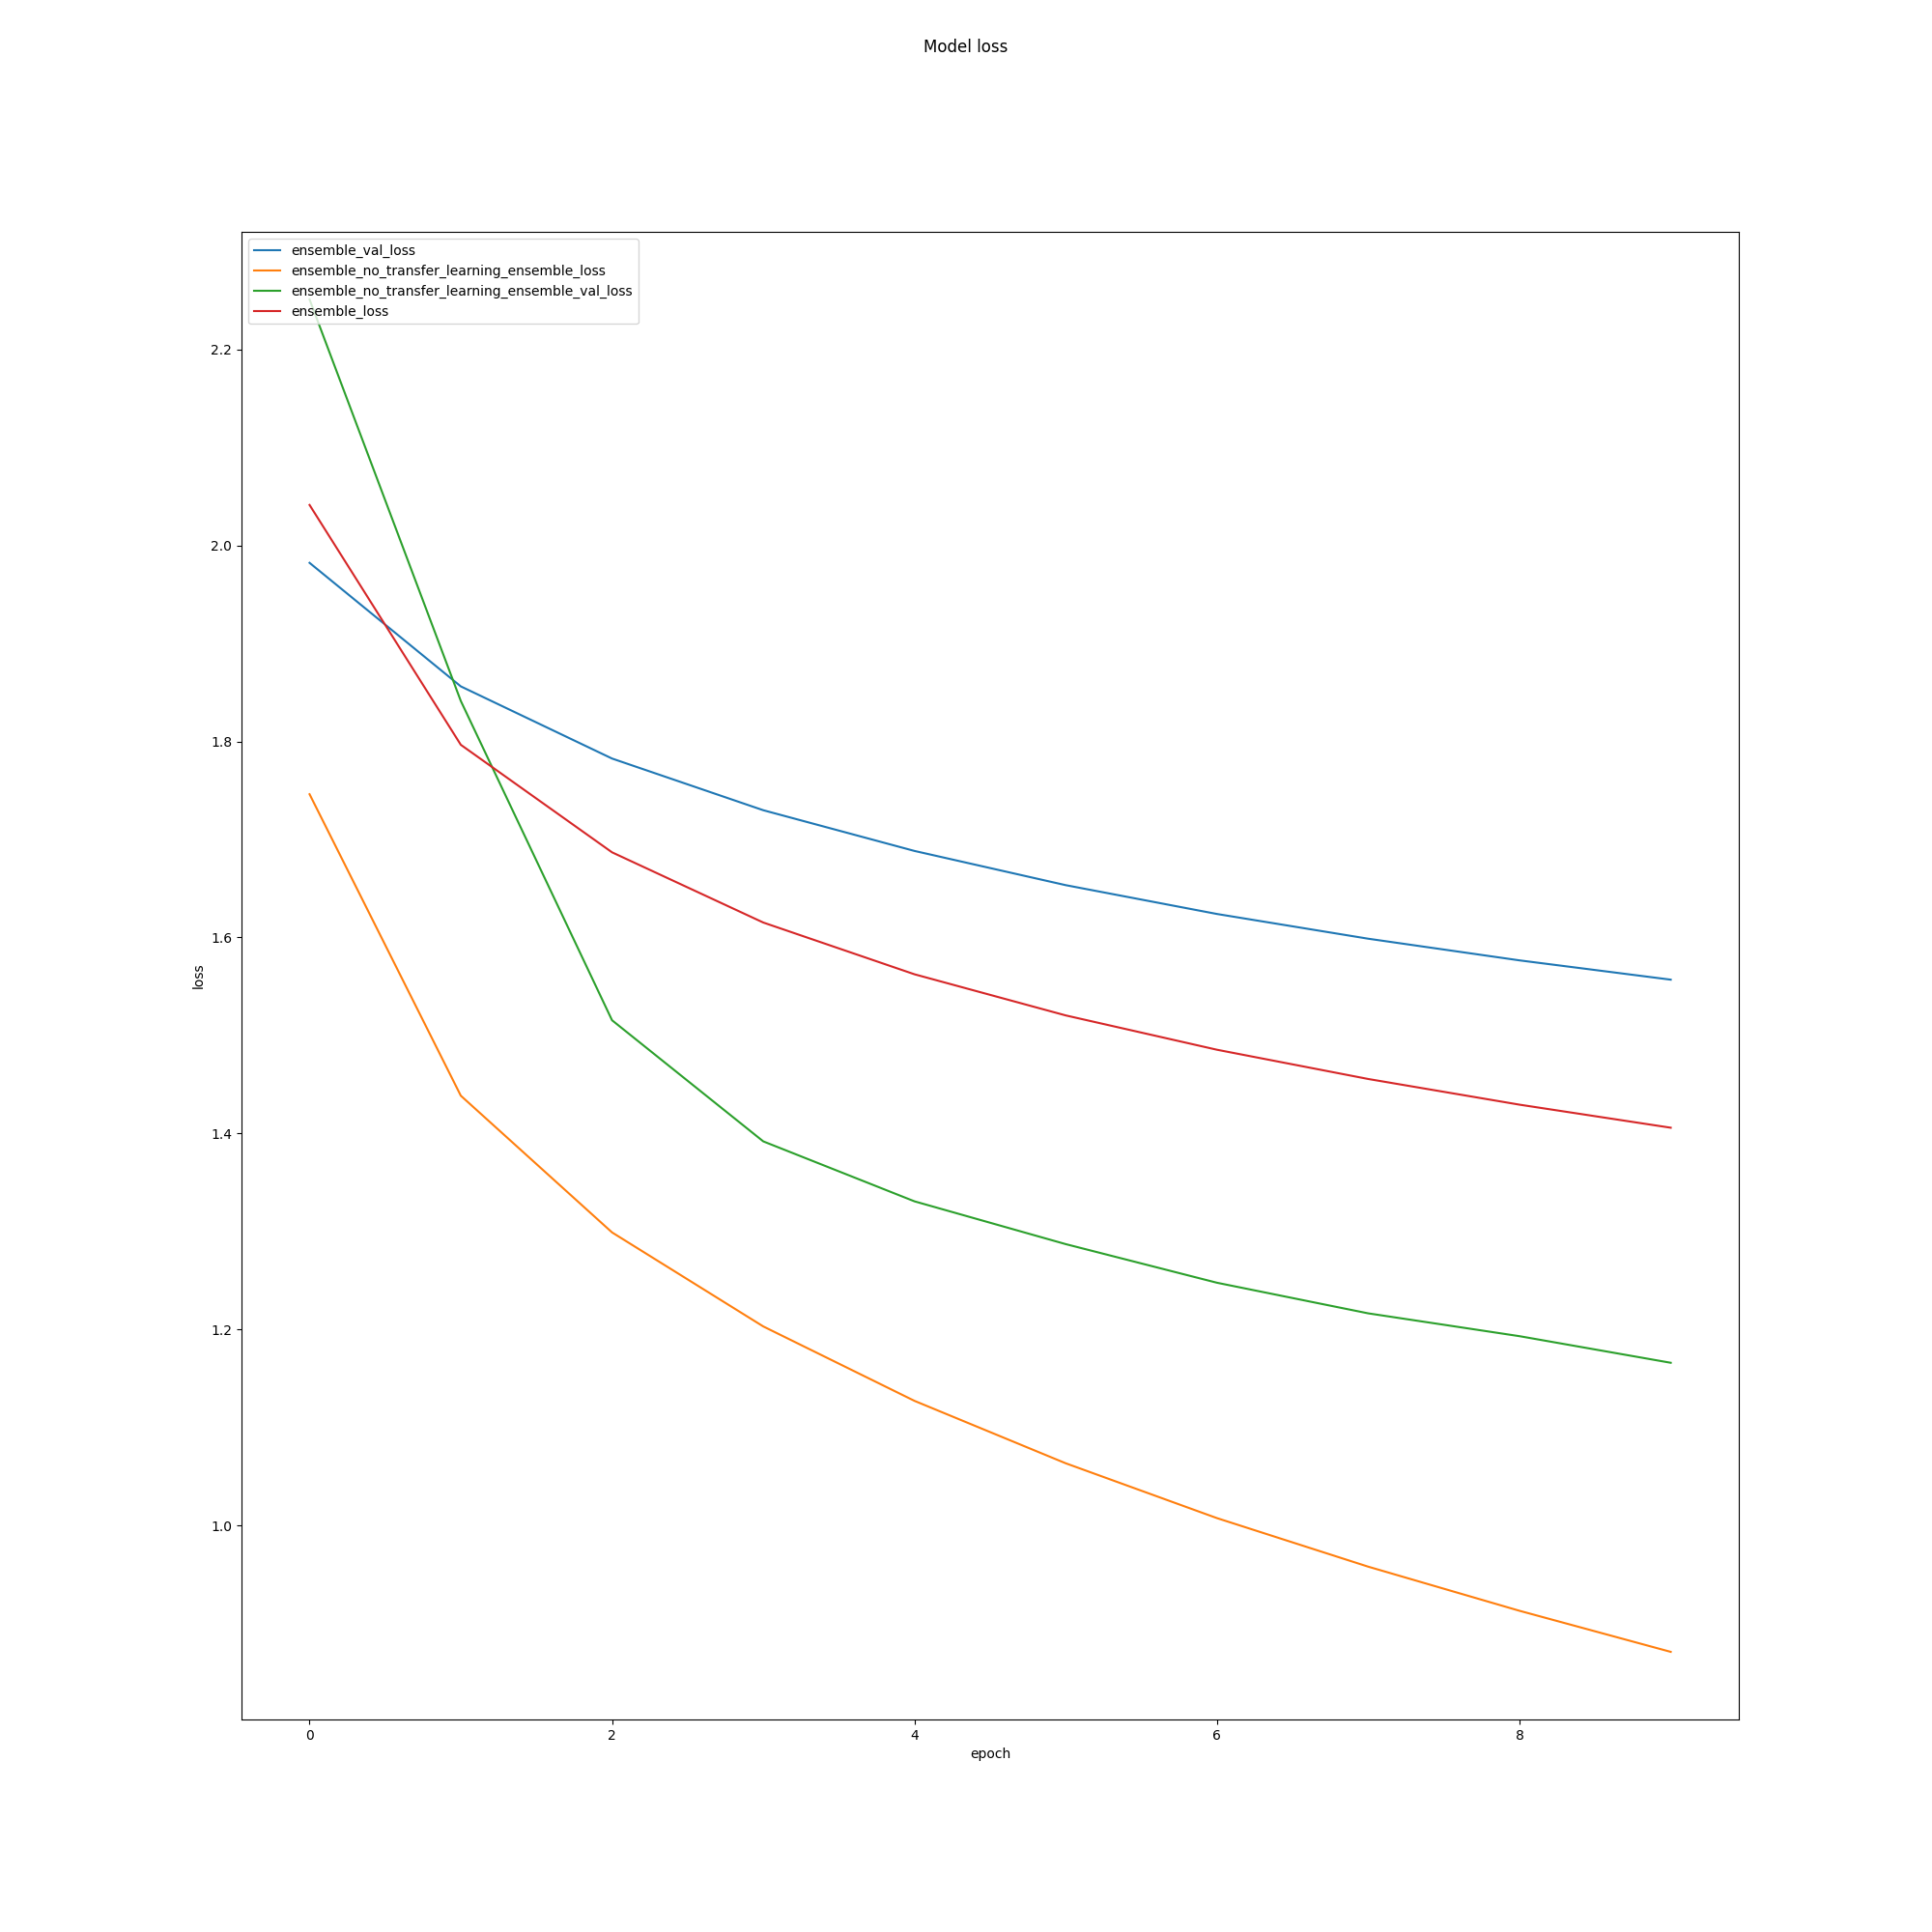 Model loss
ensemble_val_loss
ensemble_no_transfer_learning_ensemble_loss
ensemble_no_transfer_learning_ensemble_val_loss
ensemble_loss
2.2
2.0
1.8
1.6
loss
1.4
1.2
1.0
0 2 4 6 8
epoch